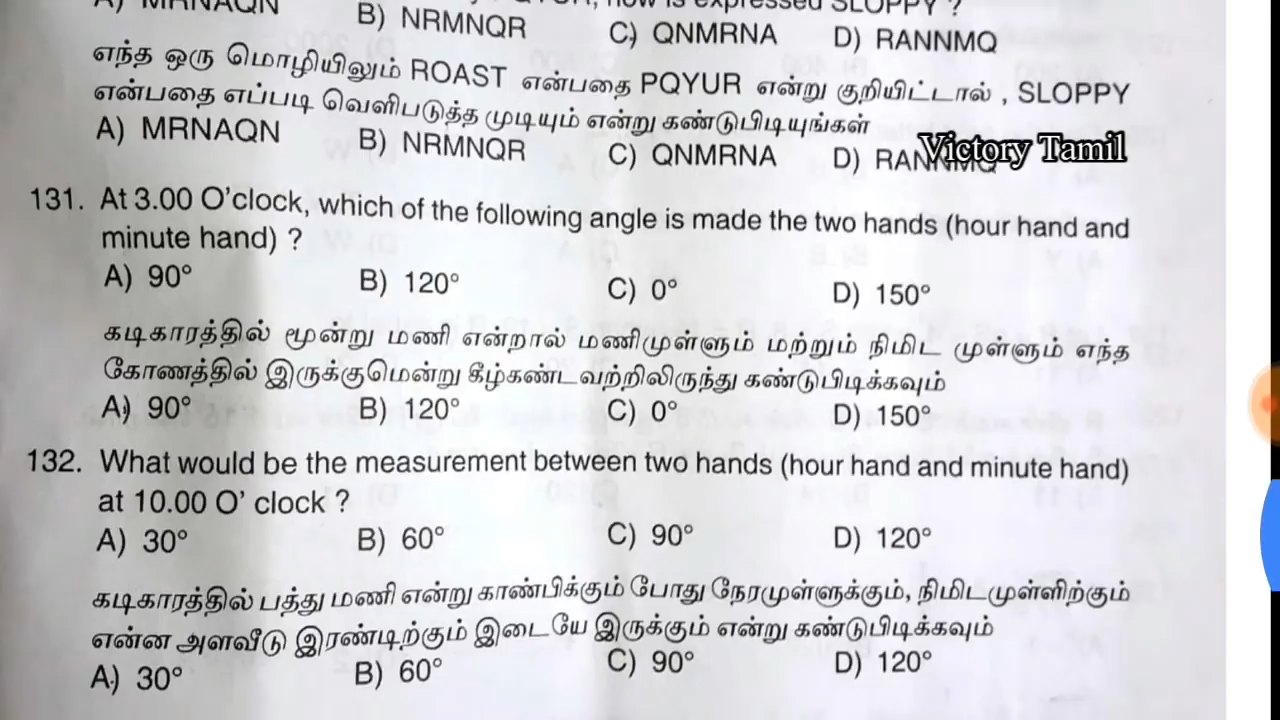 A) MRNAQN B) NRMNQR C) QNMRNA D) RANNMQ
எந்த ஒரு மொழியிலும் ROAST என்பதை PQYUR என்று குறியிட்டால் , SLOPPY
என்பதை எப்படி வெளிபடுத்த முடியும் என்று கண்டுபிடியுங்கள்
A) MRNAQN B) NRMNQR C) QNMRNA D) RANNMQ
Victory Tamil
131. At 3.00 O'clock, which of the following angle is made the two hands (hour hand and
minute hand) ?
A) 90° B) 120° C) 0° D) 150°
கடிகாரத்தில் மூன்று மணி என்றால் மணிமுள்ளும் மற்றும் நிமிட முள்ளும் எந்த
கோணத்தில் இருக்குமென்று கீழ்கண்டவற்றிலிருந்து கண்டுபிடிக்கவும்
A) 90° B) 120° C) 0° D) 150°
132. What would be the measurement between two hands (hour hand and minute hand)
at 10.00 O' clock ?
A) 30° B) 60° C) 90° D) 120°
கடிகாரத்தில் பத்து மணி என்று காண்பிக்கும் போது நேரமுள்ளுக்கும், நிமிடமுள்ளிற்கும்
என்ன அளவீடு இரண்டிற்கும் இடையே இருக்கும் என்று கண்டுபிடிக்கவும்
A) 30° B) 60° C) 90° D) 120°